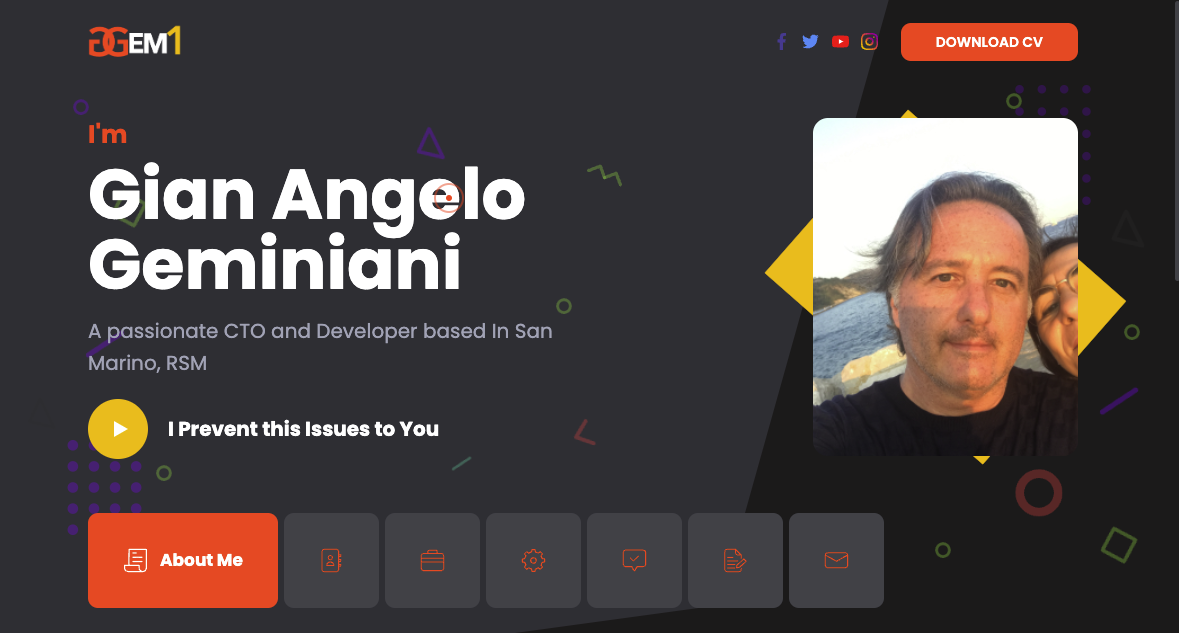 GGEM1
DOWNLOAD CV
I'm
Gian Angelo
Geminiani
A passionate CTO and Developer based In San
Marino, RSM
I Prevent this Issues to You
About Me